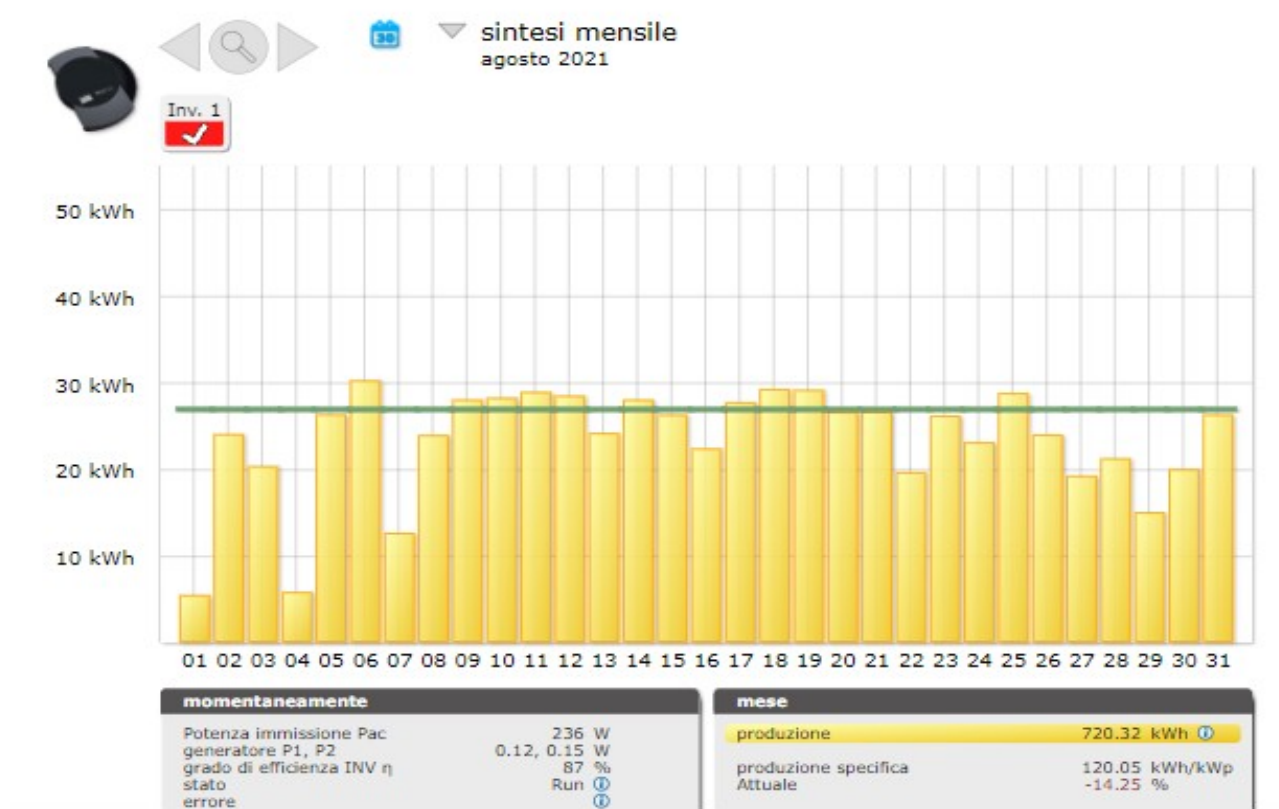 sintesi mensile
agosto 2021
30
Inv. 1
50 kWh
40 kWh
30 kWh
20 kWh
10 kWh
01 02 03 04 05 06 07 08 09 10 11 12 13 14 15 16 17 18 19 20 21 22 23 24 25 26 27 28 29 30 31
momentaneamente
Potenza immissione Pac 236 W
generatore P1, P2 0.12, 0.15 W
grado di efficienza INV η 87 %
stato Run
errore
mese
produzione 720.32 kWh
produzione specifica 120.05 kWh/kWp
Attuale -14.25 %